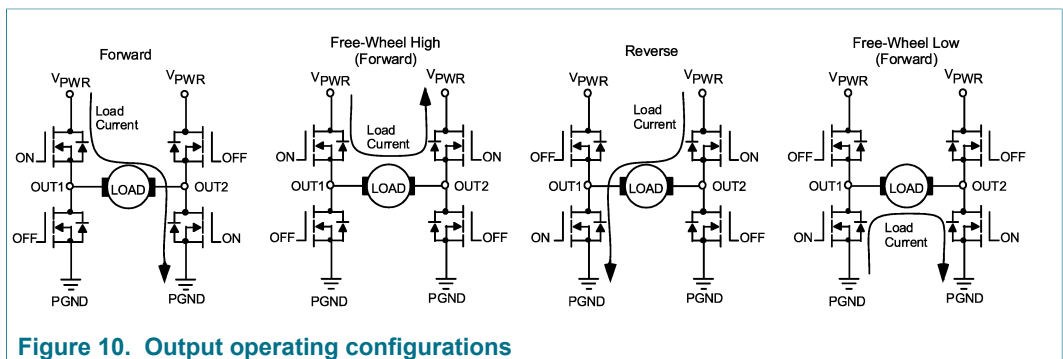 Forward
VPWR
VPWR
Load
Current
ON
OFF
OUT1
LOAD
OUT2
OFF
ON
PGND
PGND
Free-Wheel High
(Forward)
VPWR
VPWR
Load
Current
ON
ON
OUT1
LOAD
OUT2
OFF
OFF
PGND
PGND
Reverse
VPWR
VPWR
Load
Current
OFF
ON
OUT1
LOAD
OUT2
ON
OFF
PGND
PGND
Free-Wheel Low
(Forward)
VPWR
VPWR
OFF
OFF
OUT1
LOAD
OUT2
ON
Load
Current
ON
PGND
PGND
Figure 10. Output operating configurations